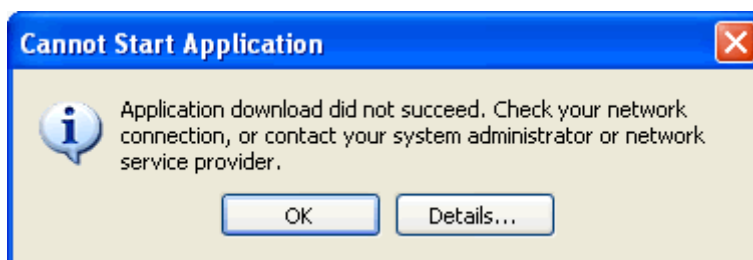 Cannot Start Application
Application download did not succeed. Check your network
connection, or contact your system administrator or network
service provider.
OK
Details...